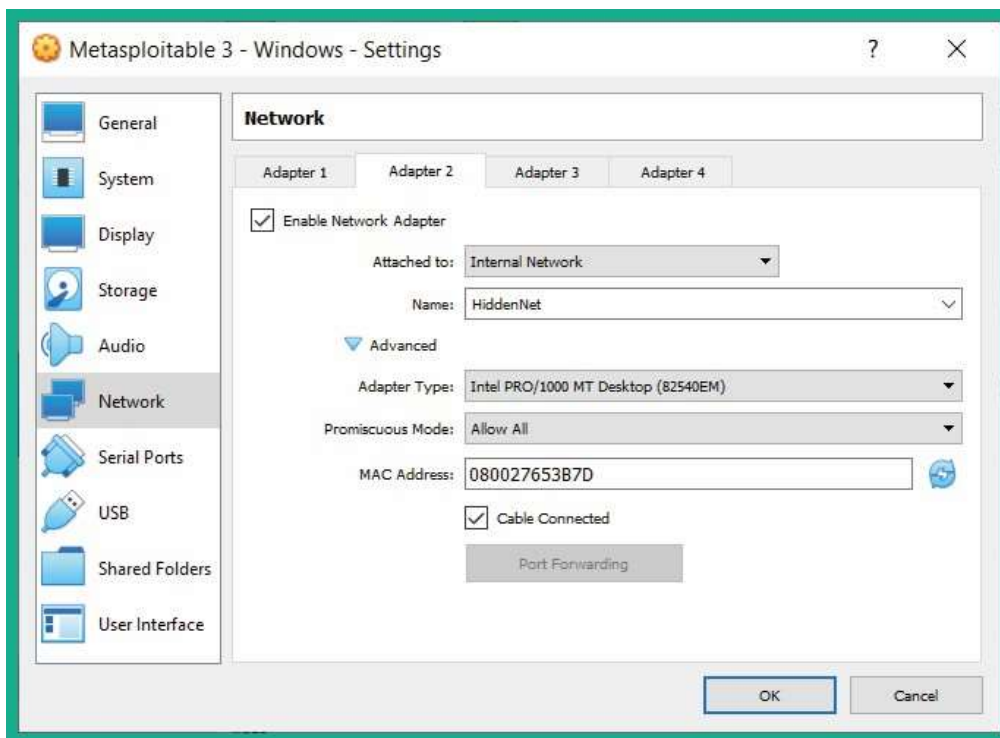 Metasploitable 3 - Windows - Settings ?
General
System
Display
Storage
Audio
Network
Serial Ports
USB
Shared Folders
User Interface
Network
Adapter 1 Adapter 2 Adapter 3 Adapter 4
Enable Network Adapter
Attached to: Internal Network
Name: HiddenNet
Advanced
Adapter Type: Intel PRO/1000 MT Desktop (82540EM)
Promiscuous Mode: Allow All
MAC Address: 080027653B7D
Cable Connected
Port Forwarding
OK Cancel